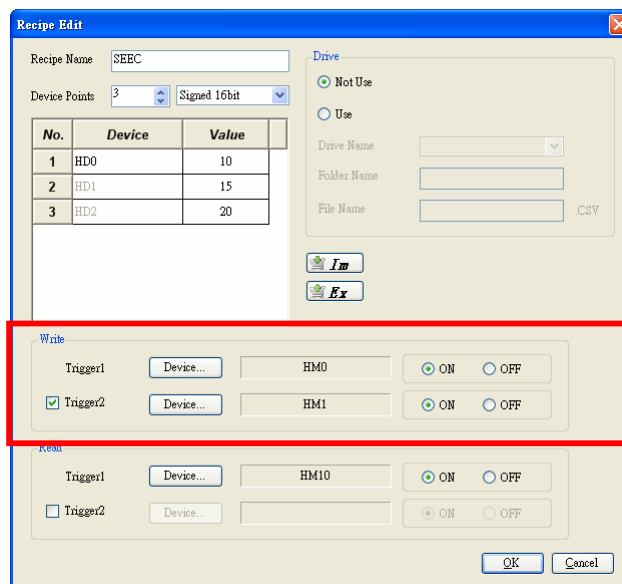 Recipe Edit
Recipe Name SEEC
Device Points 3 Signed 16bit
No. Device Value
1 HD0 10
2 HD1 15
3 HD2 20
Drive
Not Use
Use
Drive Name
Folder Name
File Name .CSV
Im
Ex
Write
Trigger1 Device... HM0 ON OFF
Trigger2 Device... HM1 ON OFF
Read
Trigger1 Device... HM10 ON OFF
Trigger2 Device... ON OFF
OK Cancel